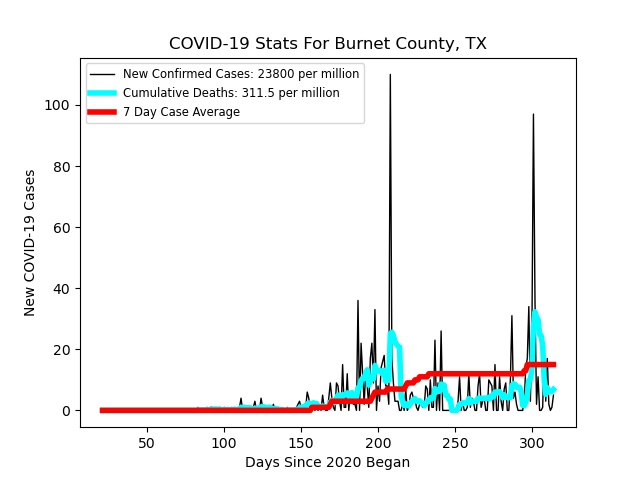 COVID-19 Stats For Burnet County, TX
New Confirmed Cases: 23800 per million
Cumulative Deaths: 311.5 per million
7 Day Case Average
New COVID-19 Cases
100
80
60
40
20
0
50 100 150 200 250 300
Days Since 2020 Began